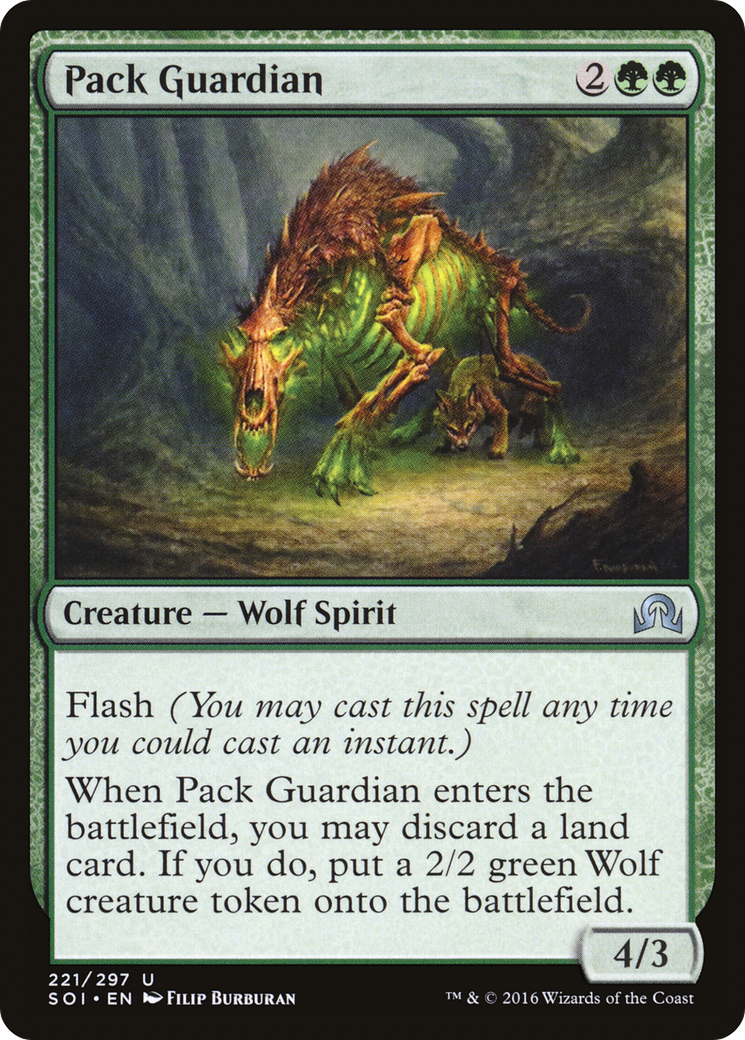 Pack Guardian 2
F. BURBURAN
Creature — Wolf Spirit
Flash (You may cast this spell any time
you could cast an instant.)
When Pack Guardian enters the
battlefield, you may discard a land
card. If you do, put a 2/2 green Wolf
creature token onto the battlefield.
4/3
221/297 U
SOI • EN Filip Burburan
™ & © 2016 Wizards of the Coast